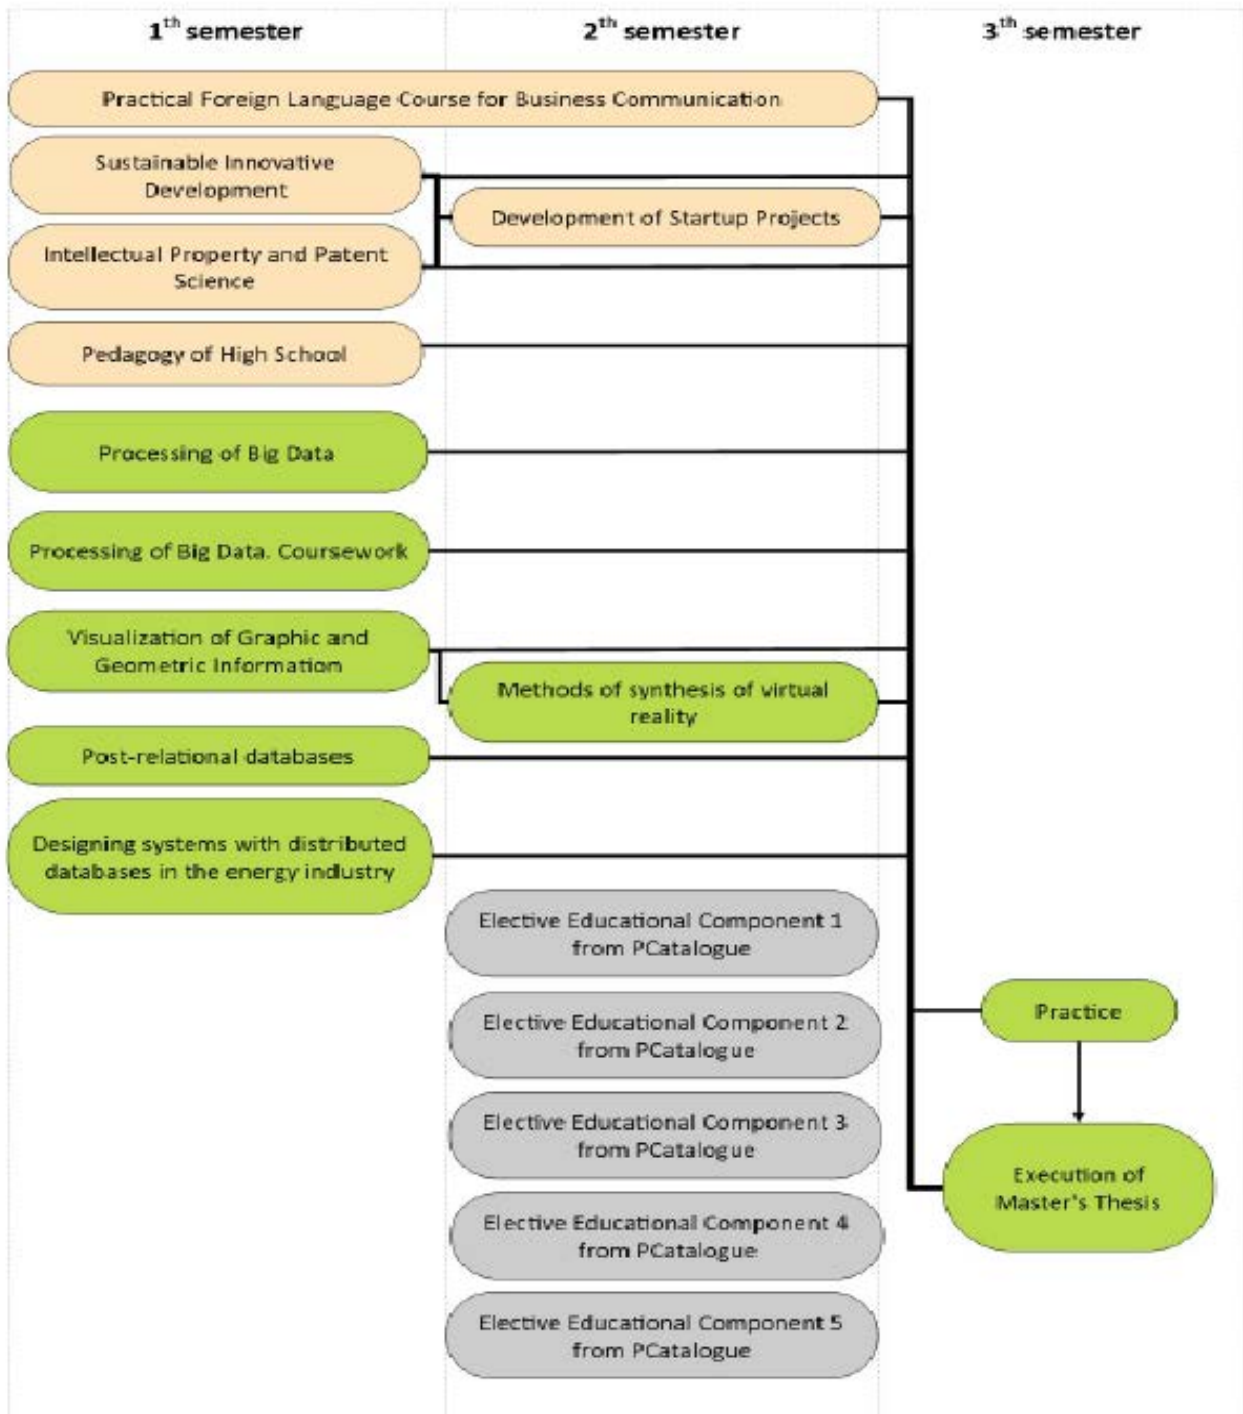 1th semester
2th semester
3th semester
Practical Foreign Language Course for Business Communication
Sustainable Innovative
Development
Development of Startup Projects
Intellectual Property and Patent
Science
Pedagogy of High School
Processing of Big Data
Processing of Big Data. Coursework
Visualization of Graphic and
Geometric Information
Methods of synthesis of virtual
reality
Post-relational databases
Designing systems with distributed
databases in the energy industry
Elective Educational Component 1
from PCatalogue
Elective Educational Component 2
from PCatalogue
Practice
Elective Educational Component 3
from PCatalogue
Execution of
Master's Thesis
Elective Educational Component 4
from PCatalogue
Elective Educational Component 5
from PCatalogue